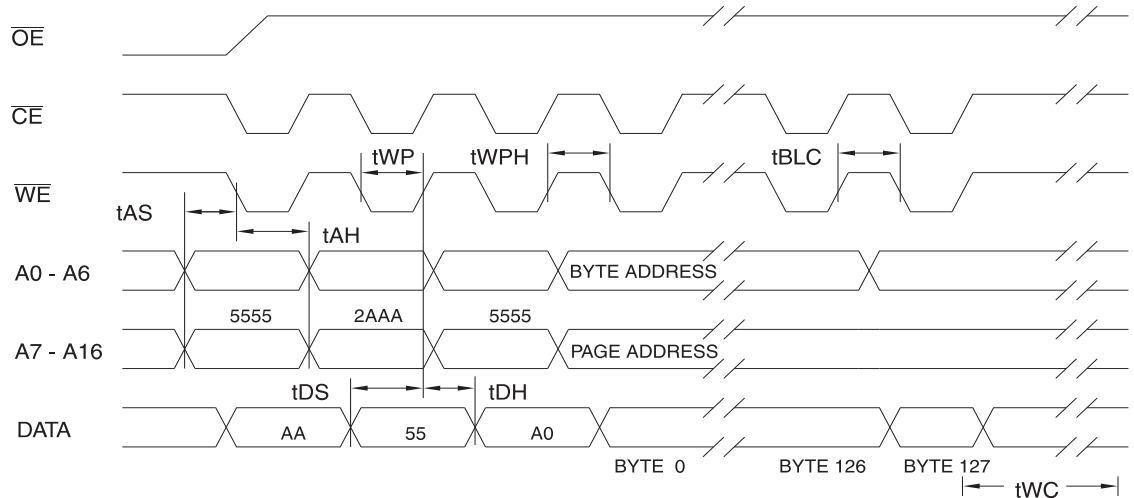 OE
CE
tWP tWPH tBLC
WE
tAS
tAH
A0 - A6 BYTE ADDRESS
5555 2AAA 5555
A7 - A16 PAGE ADDRESS
tDS tDH
DATA AA 55 A0
BYTE 0 BYTE 126 BYTE 127
tWC